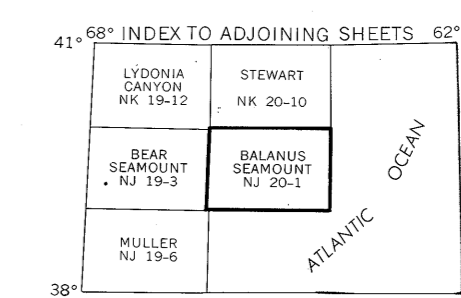 68° INDEX TO ADJOINING SHEETS 62°
41°
LYDONIA
CANYON
NK 19-12
STEWART
NK 20-10
BEAR
SEAMOUNT
NJ 19-3
BALANUS
SEAMOUNT
NJ 20-1
ATLANTIC OCEAN
MULLER
NJ 19-6
38°